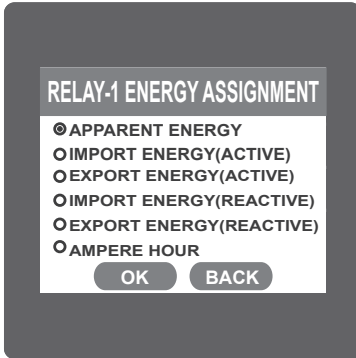 RELAY-1 ENERGY ASSIGNMENT
APPARENT ENERGY
IMPORT ENERGY(ACTIVE)
EXPORT ENERGY(ACTIVE)
IMPORT ENERGY(REACTIVE)
EXPORT ENERGY(REACTIVE)
AMPERE HOUR
OK BACK